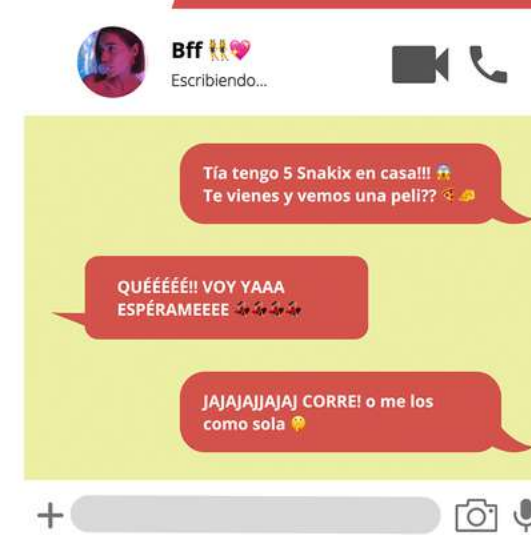 Bff 👯💖
Escribiendo...
Tía tengo 5 Snakix en casa!!! 😱
Te vienes y vemos una peli?? 🍕🧀
QUÉÉÉÉÉ!! VOY YAAA
ESPÉRAMEEEE 💃💃💃💃
JAJAJAJJAJAJ CORRE! o me los
como sola 🤫